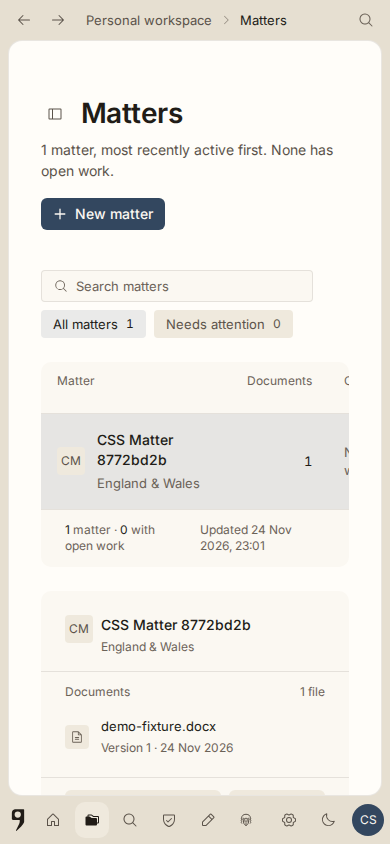 Personal workspace > Matters
Matters
1 matter, most recently active first. None has
open work.
+ New matter
Search matters
All matters 1 Needs attention 0
Matter Documents
CM
CSS Matter
8772bd2b
England & Wales
1
1 matter · 0 with
open work
Updated 24 Nov
2026, 23:01
CM
CSS Matter 8772bd2b
England & Wales
Documents 1 file
demo-fixture.docx
Version 1 · 24 Nov 2026
CS